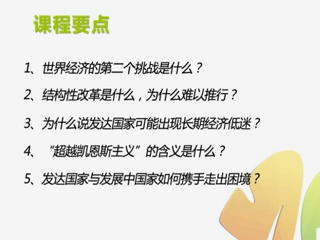 课程要点
1、世界经济的第二个挑战是什么？
2、结构性改革是什么，为什么难以推行？
3、为什么说发达国家可能出现长期经济低迷？
4、“超越凯恩斯主义”的含义是什么？
5、发达国家与发展中国家如何携手走出困境？